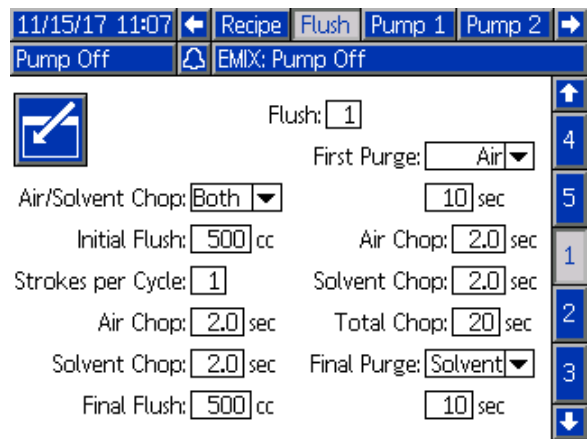 11/15/17 11:07 Recipe Flush Pump 1 Pump 2
Pump Off EMIX: Pump Off
Flush: 1
First Purge: Air
Air/Solvent Chop: Both 10 sec
Initial Flush: 500 cc Air Chop: 2.0 sec
Strokes per Cycle: 1 Solvent Chop: 2.0 sec
Air Chop: 2.0 sec Total Chop: 20 sec
Solvent Chop: 2.0 sec Final Purge: Solvent
Final Flush: 500 cc 10 sec
4
5
1
2
3